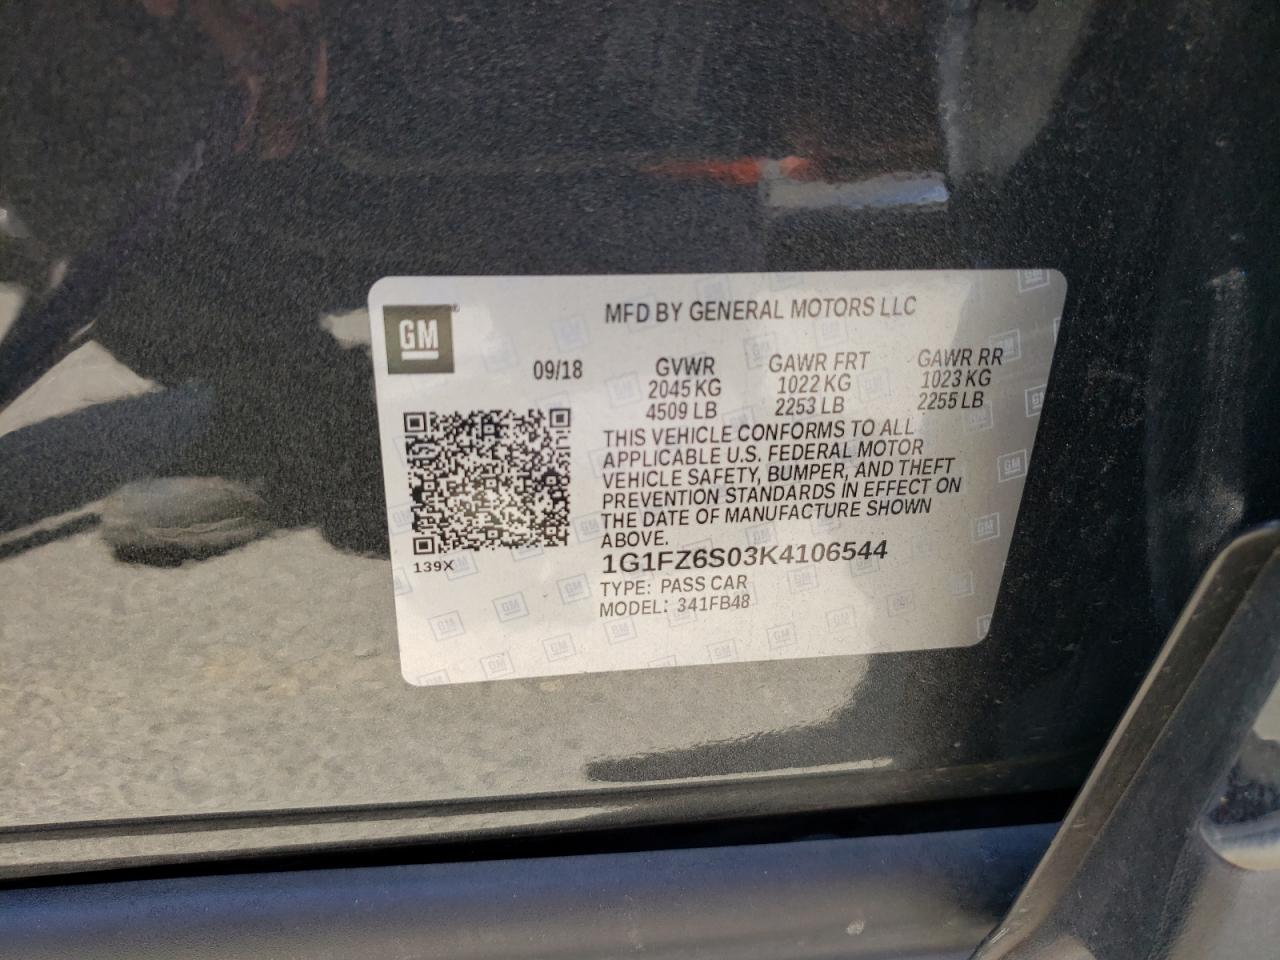 GM
MFD BY GENERAL MOTORS LLC
09/18
GVWR GAWR FRT GAWR RR
2045 KG 1022 KG 1023 KG
4509 LB 2253 LB 2255 LB
THIS VEHICLE CONFORMS TO ALL
APPLICABLE U.S. FEDERAL MOTOR
VEHICLE SAFETY, BUMPER, AND THEFT
PREVENTION STANDARDS IN EFFECT ON
THE DATE OF MANUFACTURE SHOWN
ABOVE.
139X
1G1FZ6S03K4106544
TYPE: PASS CAR
MODEL: 341FB48